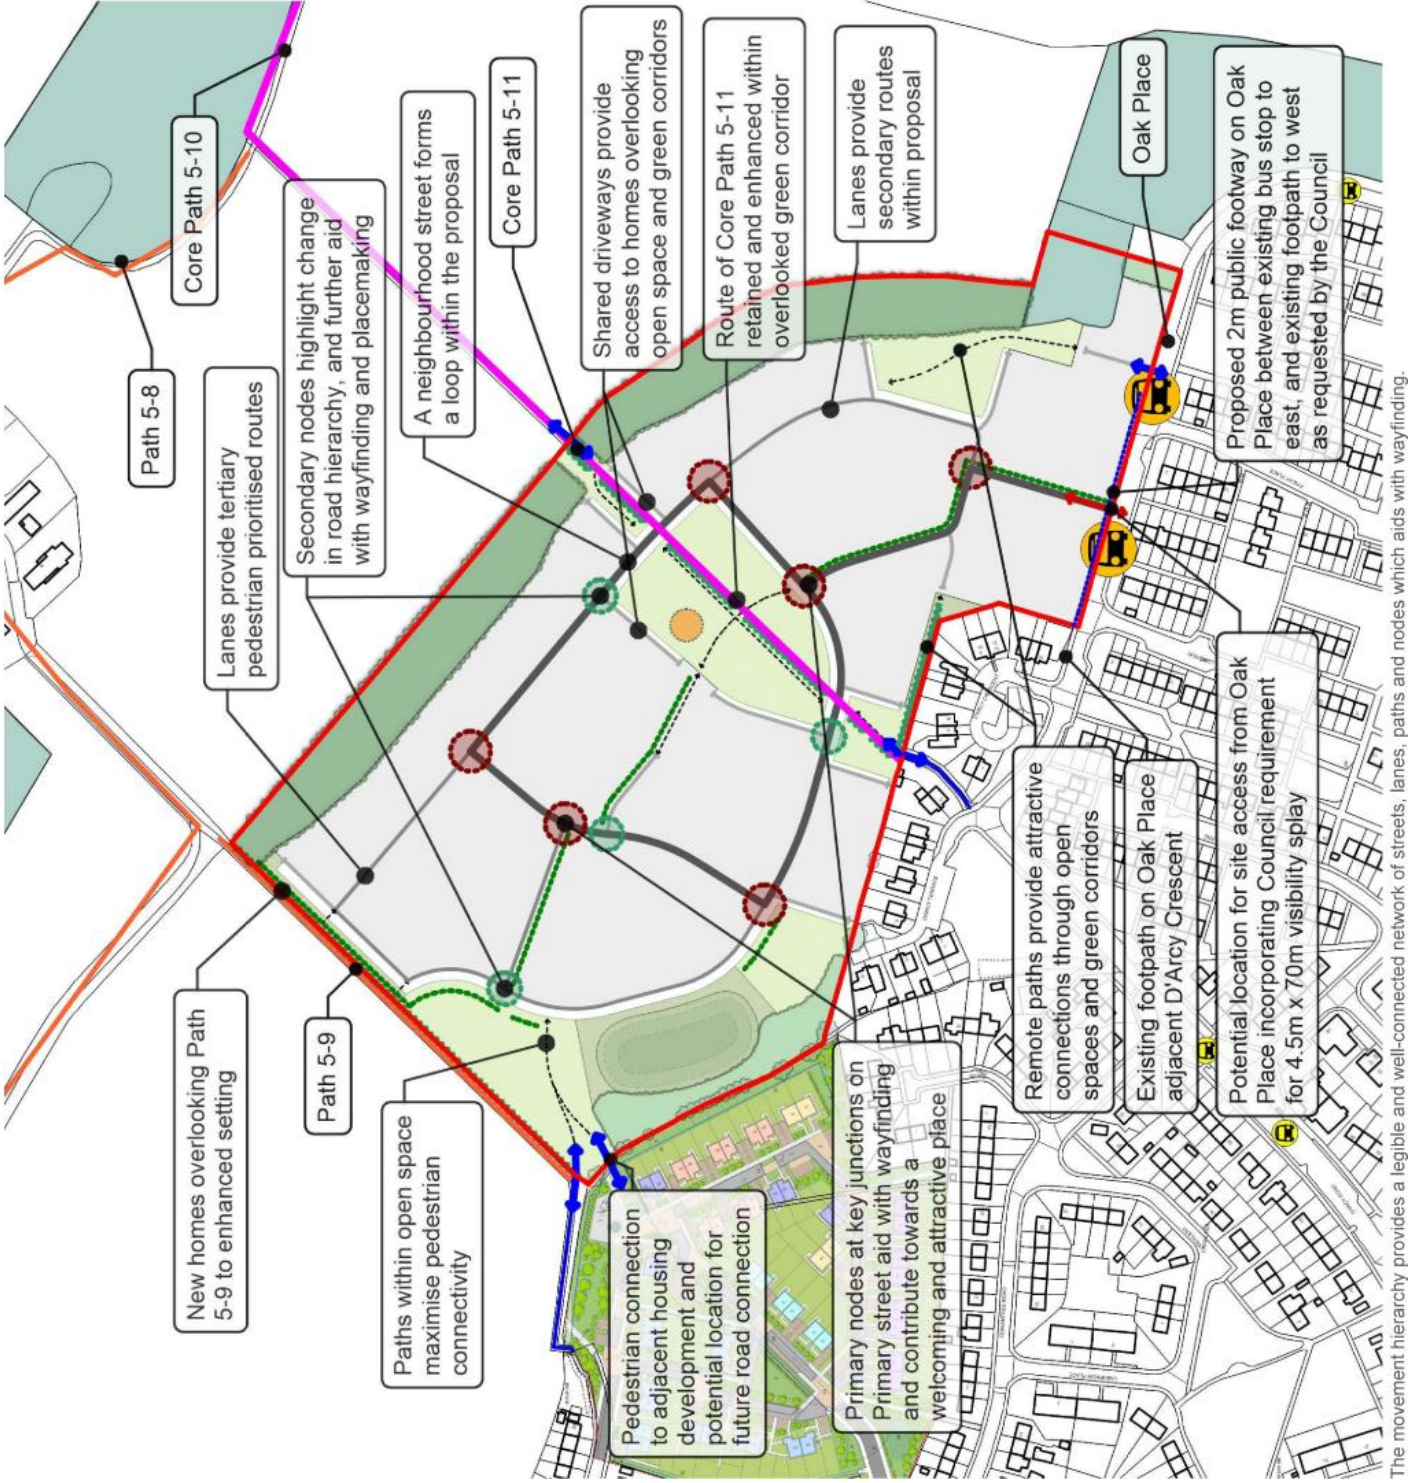 Core Path 5-10
Path 5-8
Lanes provide tertiary
pedestrian prioritised routes
Secondary nodes highlight change
in road hierarchy, and further aid
with wayfinding and placemaking
A neighbourhood street forms
a loop within the proposal
Core Path 5-11
Shared driveways provide
access to homes overlooking
open space and green corridors
Route of Core Path 5-11
retained and enhanced within
overlooked green corridor
Lanes provide
secondary routes
within proposal
Oak Place
Proposed 2m public footway on Oak
Place between existing bus stop to
east, and existing footpath to west
as requested by the Council
New homes overlooking Path
5-9 to enhanced setting
Path 5-9
Paths within open space
maximise pedestrian
connectivity
Pedestrian connection
to adjacent housing
development and
potential location for
future road connection
Primary nodes at key junctions on
Primary street aid with wayfinding
and contribute towards a
welcoming and attractive place
Remote paths provide attractive
connections through open
spaces and green corridors
Existing footpath on Oak Place
adjacent D'Arcy Crescent
Potential location for site access from Oak
Place incorporating Council requirement
for 4.5m x 70m visibility splay
The movement hierarchy provides a legible and well-connected network of streets, lanes, paths and nodes which aids with wayfinding.